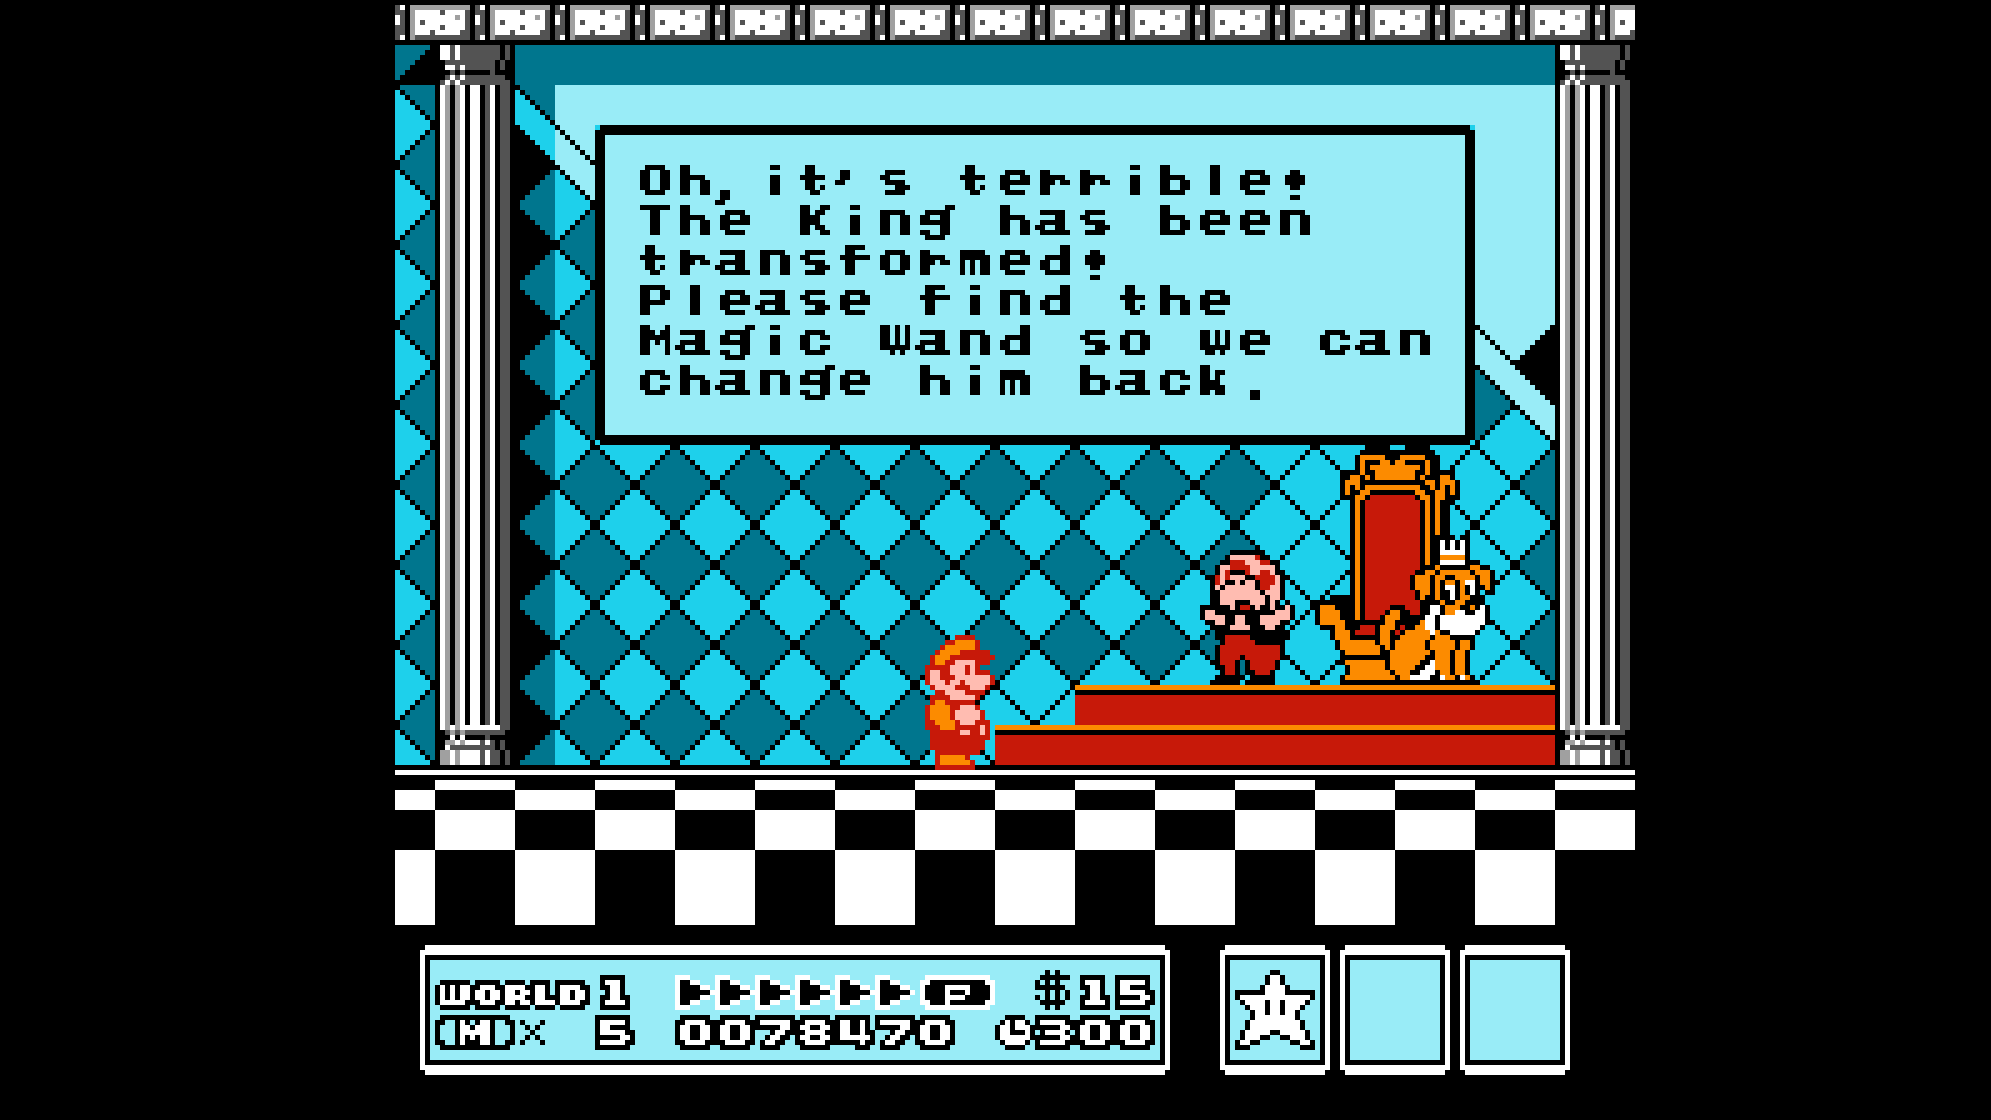 Oh, it's terrible!
The King has been
transformed!
Please find the
Magic Wand so we can
change him back.
WORLD 1 P $15
M× 5 0078470 300